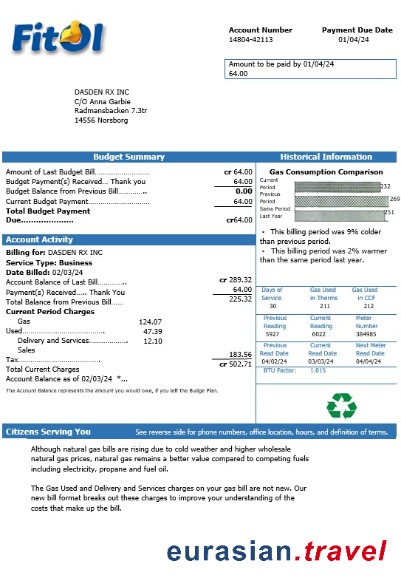 FitOl
Account Number
14804-42113
Payment Due Date
01/04/24
Amount to be paid by 01/04/24
64.00
DASDEN RX INC
C/O Anna Garbie
Radmansbacken 7.3tr
14556 Norsborg
Budget Summary
Amount of Last Budget Bill.......................... cr 64.00
Budget Payment(s) Received... Thank you 64.00
Budget Balance from Previous Bill............. 0.00
Current Budget Payment............................ 64.00
Total Budget Payment
Due..................... cr64.00
Account Activity
Billing for: DASDEN RX INC
Service Type: Business
Date Billed: 02/03/24
Account Balance of Last Bill.............. cr 289.32
Payment(s) Received..... Thank You 64.00
Total Balance from Previous Bill...... 225.32
Current Period Charges
Gas 124.07
Used................................. 47.39
Delivery and Services............. 12.10
Sales
Tax..................................... 183.56
Total Current Charges cr 502.71
Account Balance as of 02/03/24 *...
The Account Balance represents the amount you would owe, if you left the Budget Plan.
Historical Information
Gas Consumption Comparison
Current
Period 232
Previous
Period 269
Same Period
Last Year 251
- This billing period was 9% colder
than previous period.
- This billing period was 2% warmer
than the same period last year.
Days of Service Gas Used in Therms Gas Used in CCF
30 211 212
Previous Reading Current Reading Meter Number
5927 6022 384985
Previous Read Date Current Read Date Next Meter Read Date
04/02/24 03/03/24 04/04/24
BTU Factor: 1.015
Citizens Serving You See reverse side for phone numbers, office location, hours, and definition of terms.
Although natural gas bills are rising due to cold weather and higher wholesale
natural gas prices, natural gas remains a better value compared to competing fuels
including electricity, propane and fuel oil.
The Gas Used and Delivery and Services charges on your gas bill are not new. Our
new bill format breaks out these charges to improve your understanding of the
costs that make up the bill.
eurasian.travel